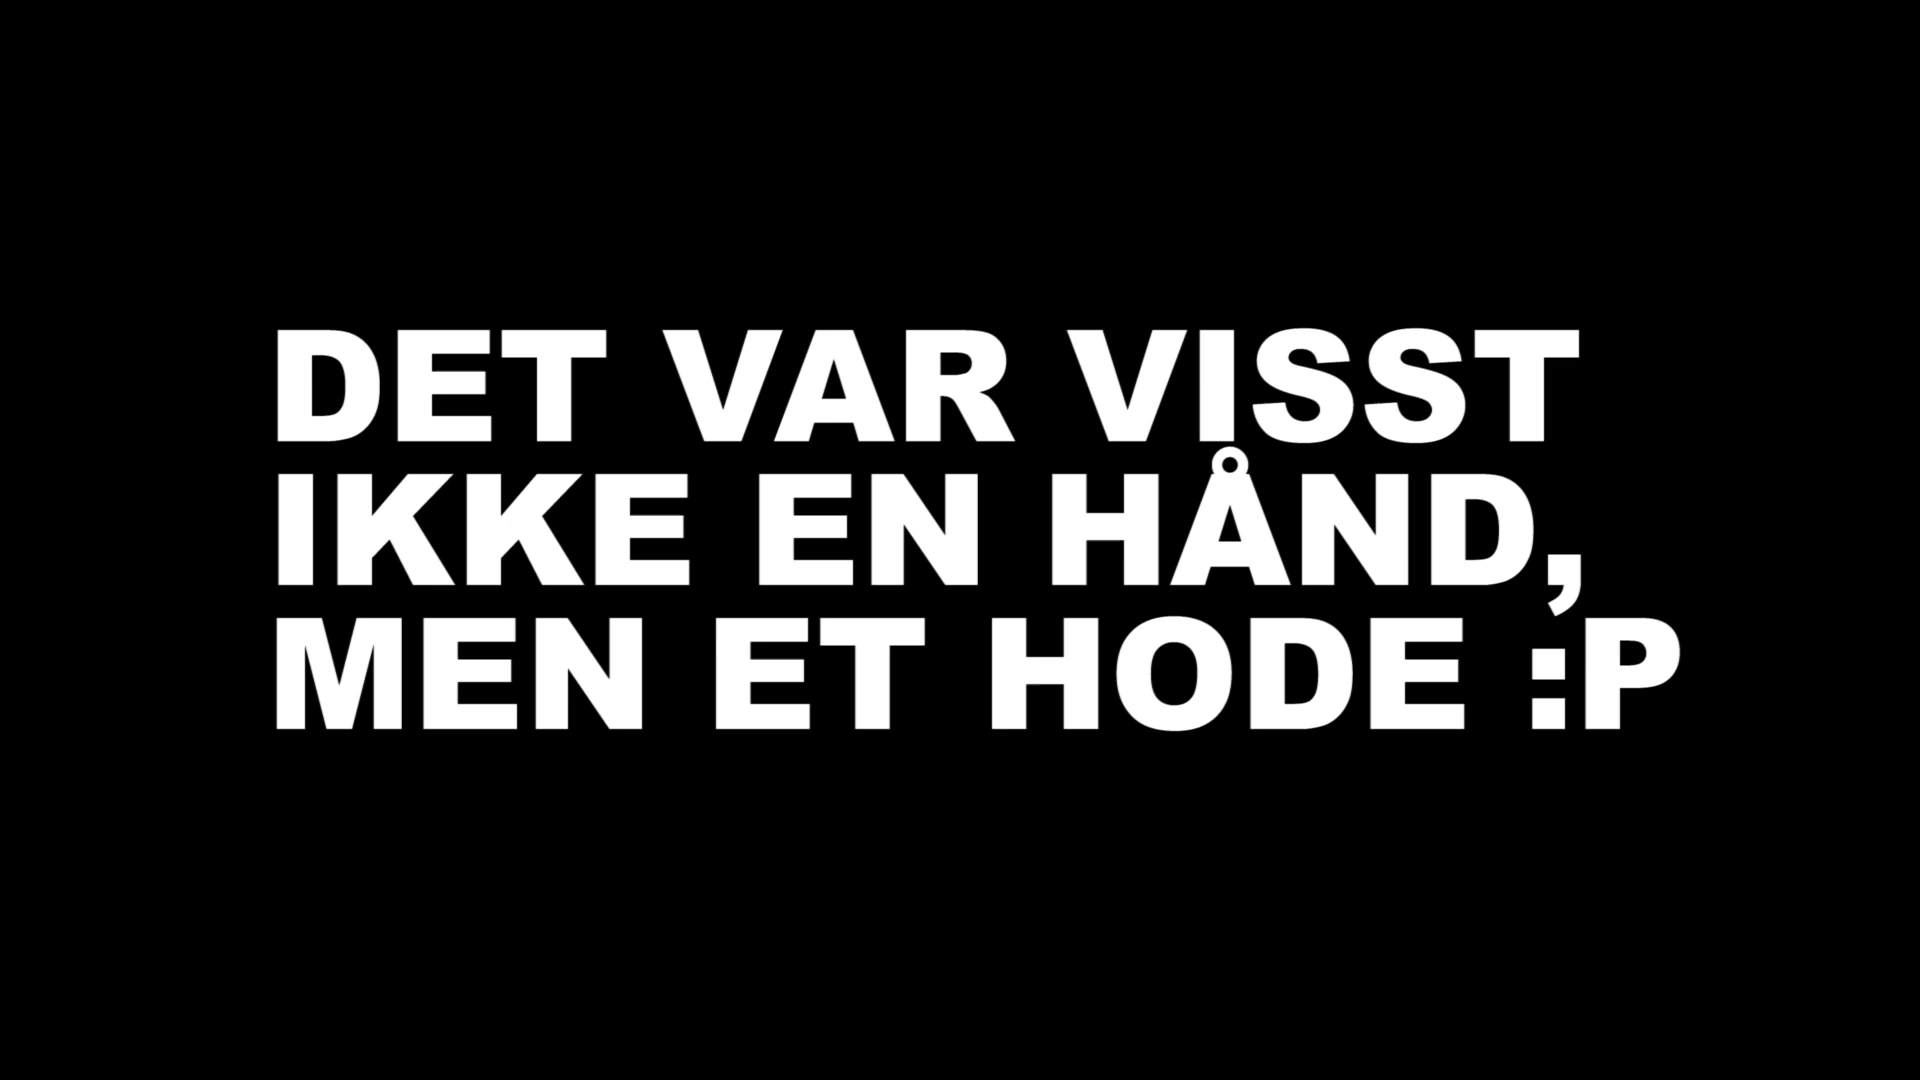 DET VAR VISST
IKKE EN HÅND,
MEN ET HODE :P